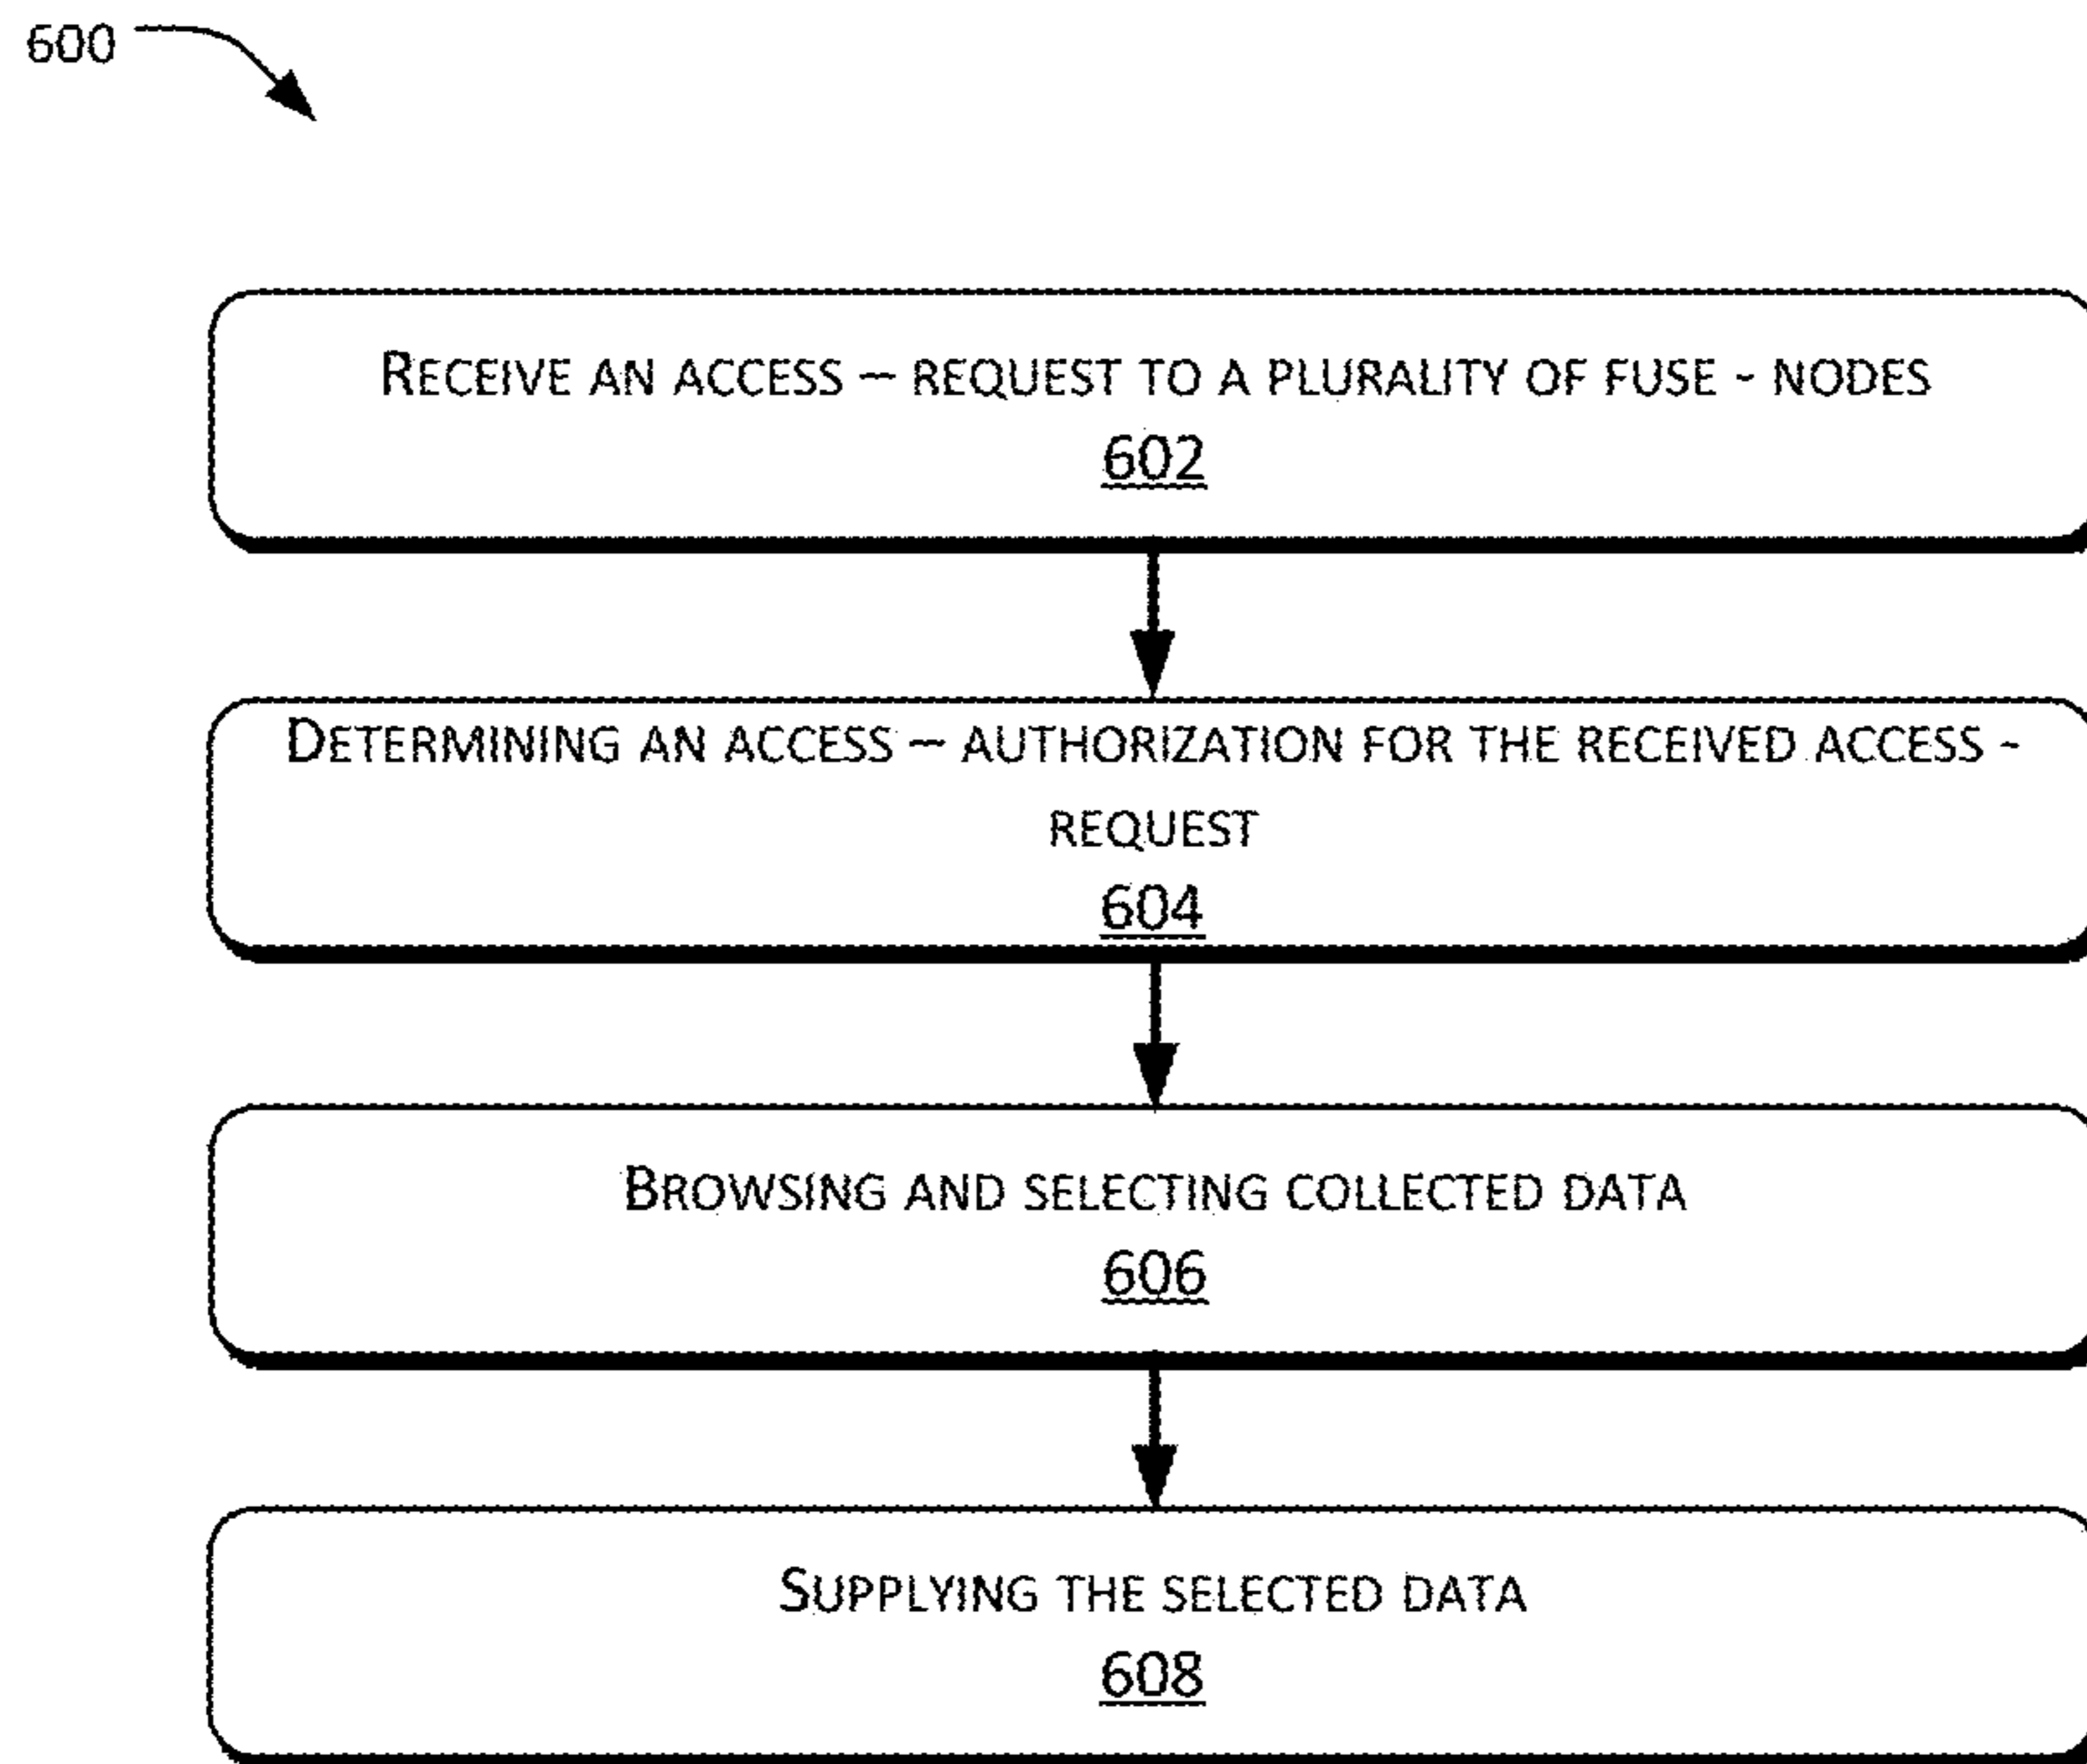 600
RECEIVE AN ACCESS – REQUEST TO A PLURALITY OF FUSE - NODES
602
DETERMINING AN ACCESS – AUTHORIZATION FOR THE RECEIVED ACCESS -
REQUEST
604
BROWSING AND SELECTING COLLECTED DATA
606
SUPPLYING THE SELECTED DATA
608